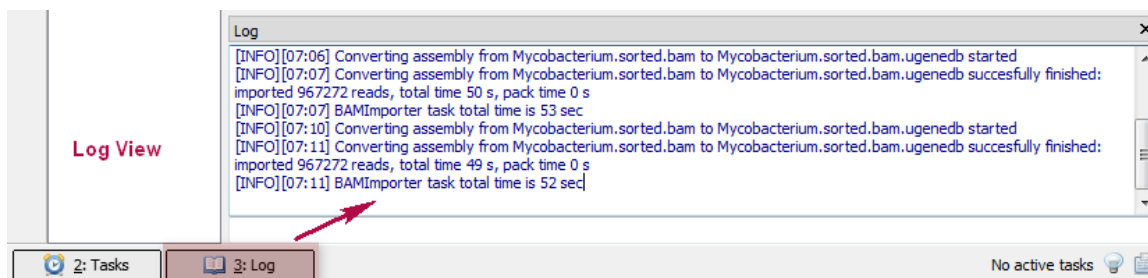 Log
[INFO][07:06] Converting assembly from Mycobacterium.sorted.bam to Mycobacterium.sorted.bam.ugenedb started
[INFO][07:07] Converting assembly from Mycobacterium.sorted.bam to Mycobacterium.sorted.bam.ugenedb succesfully finished:
imported 967272 reads, total time 50 s, pack time 0 s
[INFO][07:07] BAMImporter task total time is 53 sec
[INFO][07:10] Converting assembly from Mycobacterium.sorted.bam to Mycobacterium.sorted.bam.ugenedb started
[INFO][07:11] Converting assembly from Mycobacterium.sorted.bam to Mycobacterium.sorted.bam.ugenedb succesfully finished:
imported 967272 reads, total time 49 s, pack time 0 s
[INFO][07:11] BAMImporter task total time is 52 sec
Log View
2: Tasks
3: Log
No active tasks